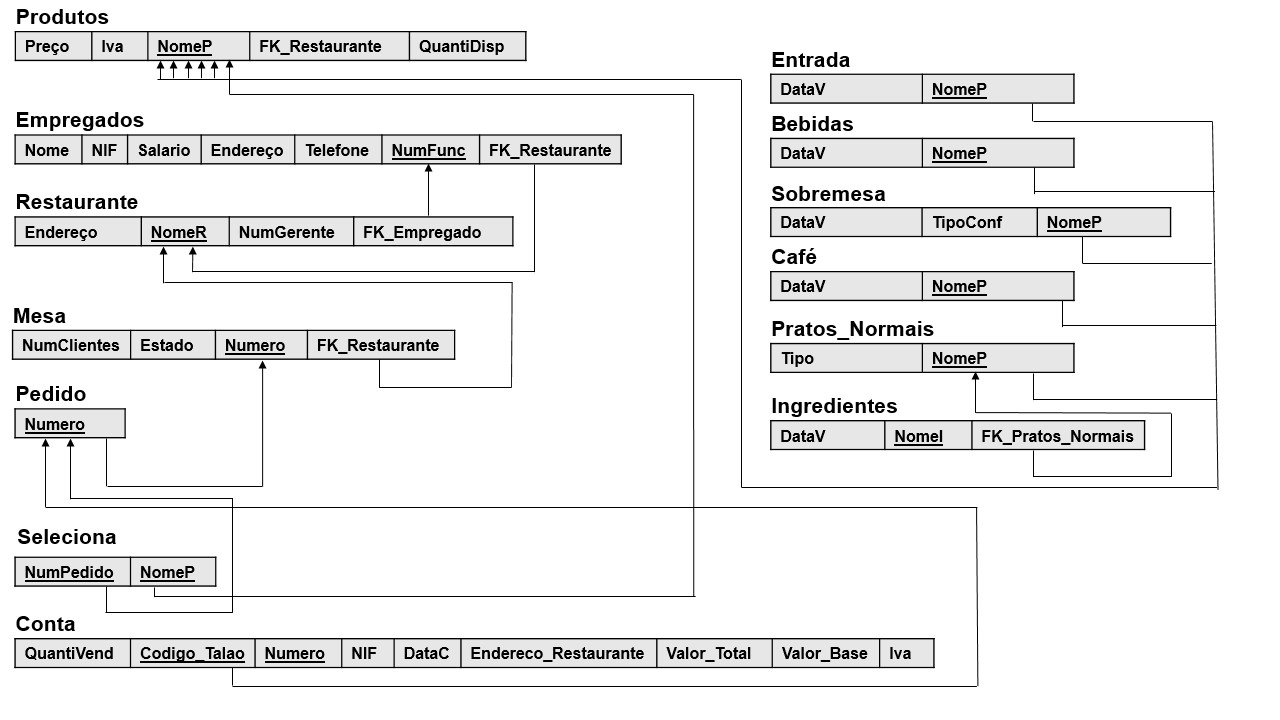 Produtos
Preço Iva NomeP FK_Restaurante QuantiDisp
Empregados
Nome NIF Salario Endereço Telefone NumFunc FK_Restaurante
Restaurante
Endereço NomeR NumGerente FK_Empregado
Mesa
NumClientes Estado Numero FK_Restaurante
Pedido
Numero
Seleciona
NumPedido NomeP
Conta
QuantiVend Codigo_Talao Numero NIF DataC Endereco_Restaurante Valor_Total Valor_Base Iva
Entrada
DataV NomeP
Bebidas
DataV NomeP
Sobremesa
DataV TipoConf NomeP
Café
DataV NomeP
Pratos_Normais
Tipo NomeP
Ingredientes
DataV NomeI FK_Pratos_Normais